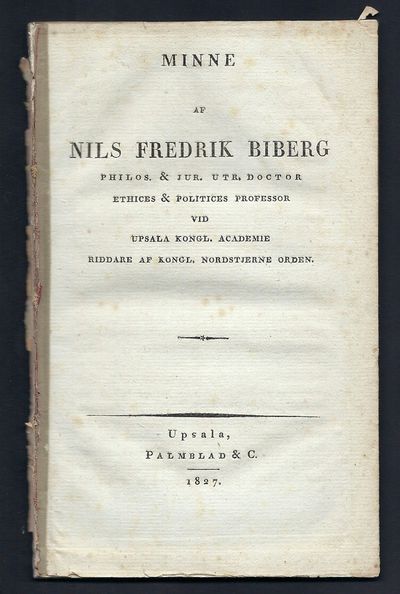 MINNE
AF
NILS FREDRIK BIBERG
PHILOS. & JUR. UTR. DOCTOR
ETHICES & POLITICES PROFESSOR
VID
UPSALA KONGL. ACADEMIE
RIDDARE AF KONGL. NORDSTJERNE ORDEN.
Upsala,
PALMBLAD & C.
1827.